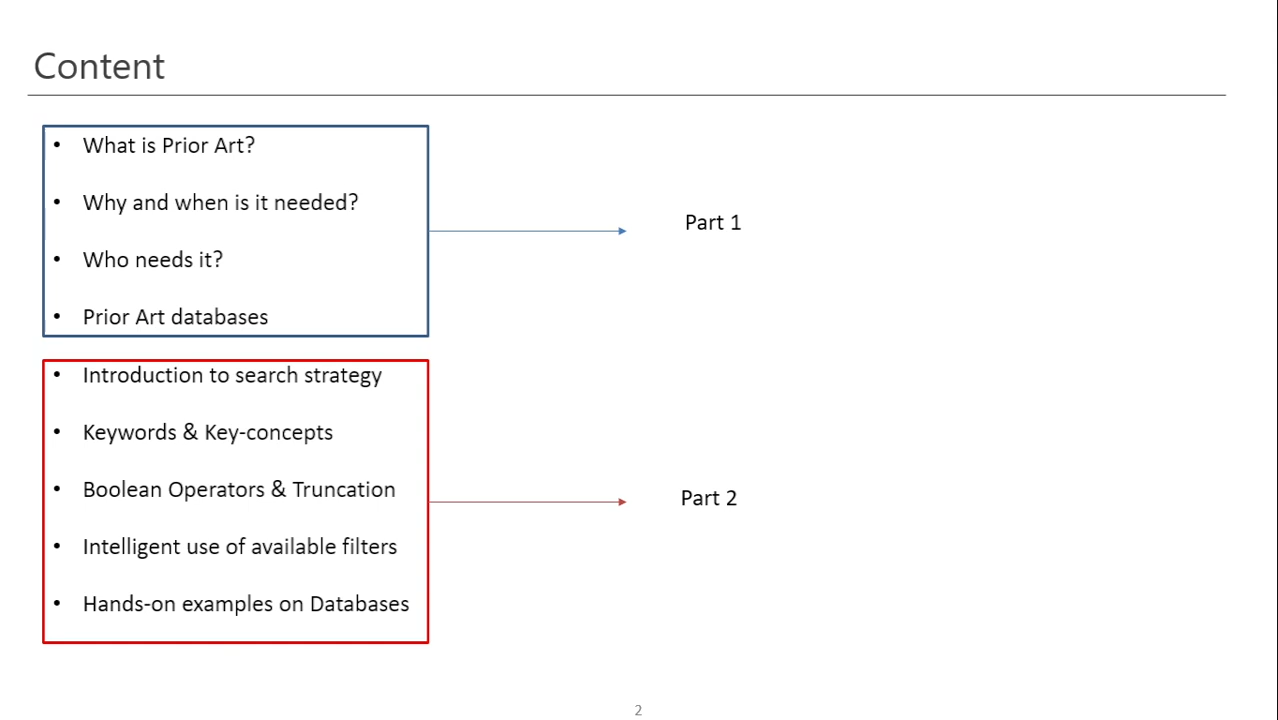 Content
• What is Prior Art?
• Why and when is it needed?
• Who needs it?
• Prior Art databases
Part 1
• Introduction to search strategy
• Keywords & Key-concepts
• Boolean Operators & Truncation
• Intelligent use of available filters
• Hands-on examples on Databases
Part 2
2